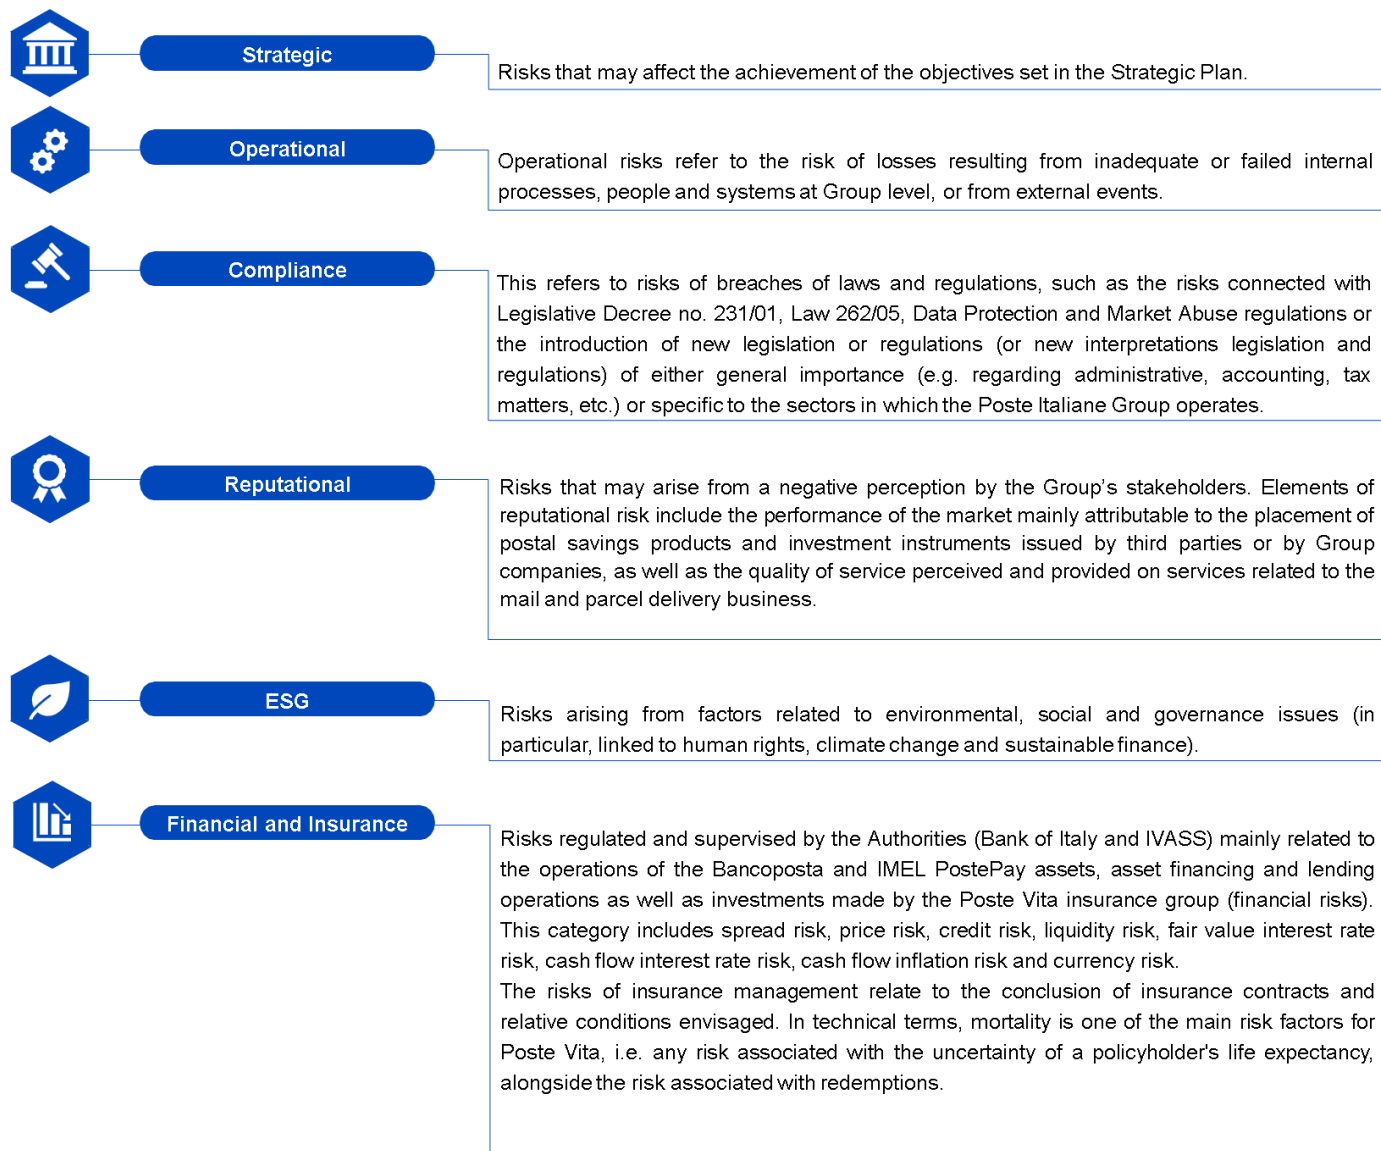 Strategic
Risks that may affect the achievement of the objectives set in the Strategic Plan.
Operational
Operational risks refer to the risk of losses resulting from inadequate or failed internal
processes, people and systems at Group level, or from external events.
Compliance
This refers to risks of breaches of laws and regulations, such as the risks connected with
Legislative Decree no. 231/01, Law 262/05, Data Protection and Market Abuse regulations or
the introduction of new legislation or regulations (or new interpretations legislation and
regulations) of either general importance (e.g. regarding administrative, accounting, tax
matters, etc.) or specific to the sectors in which the Poste Italiane Group operates.
Reputational
Risks that may arise from a negative perception by the Group's stakeholders. Elements of
reputational risk include the performance of the market mainly attributable to the placement of
postal savings products and investment instruments issued by third parties or by Group
companies, as well as the quality of service perceived and provided on services related to the
mail and parcel delivery business.
ESG
Risks arising from factors related to environmental, social and governance issues (in
particular, linked to human rights, climate change and sustainable finance).
Financial and Insurance
Risks regulated and supervised by the Authorities (Bank of Italy and IVASS) mainly related to
the operations of the Bancoposta and IMEL PostePay assets, asset financing and lending
operations as well as investments made by the Poste Vita insurance group (financial risks).
This category includes spread risk, price risk, credit risk, liquidity risk, fair value interest rate
risk, cash flow interest rate risk, cash flow inflation risk and currency risk.
The risks of insurance management relate to the conclusion of insurance contracts and
relative conditions envisaged. In technical terms, mortality is one of the main risk factors for
Poste Vita, i.e. any risk associated with the uncertainty of a policyholder's life expectancy,
alongside the risk associated with redemptions.